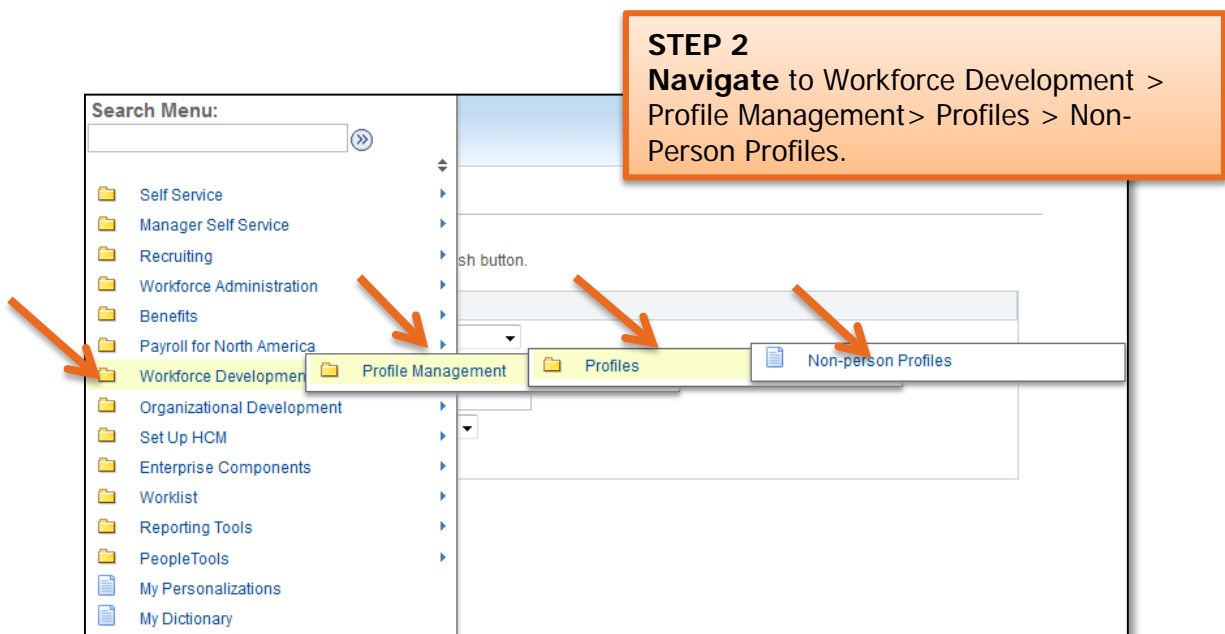 STEP 2
Navigate to Workforce Development >
Profile Management> Profiles > Non-
Person Profiles.
Search Menu:
Self Service
Manager Self Service
Recruiting
sh button.
Workforce Administration
Benefits
Payroll for North America
Workforce Developmen
Profile Management
Profiles
Non-person Profiles
Organizational Development
Set Up HCM
Enterprise Components
Worklist
Reporting Tools
PeopleTools
My Personalizations
My Dictionary